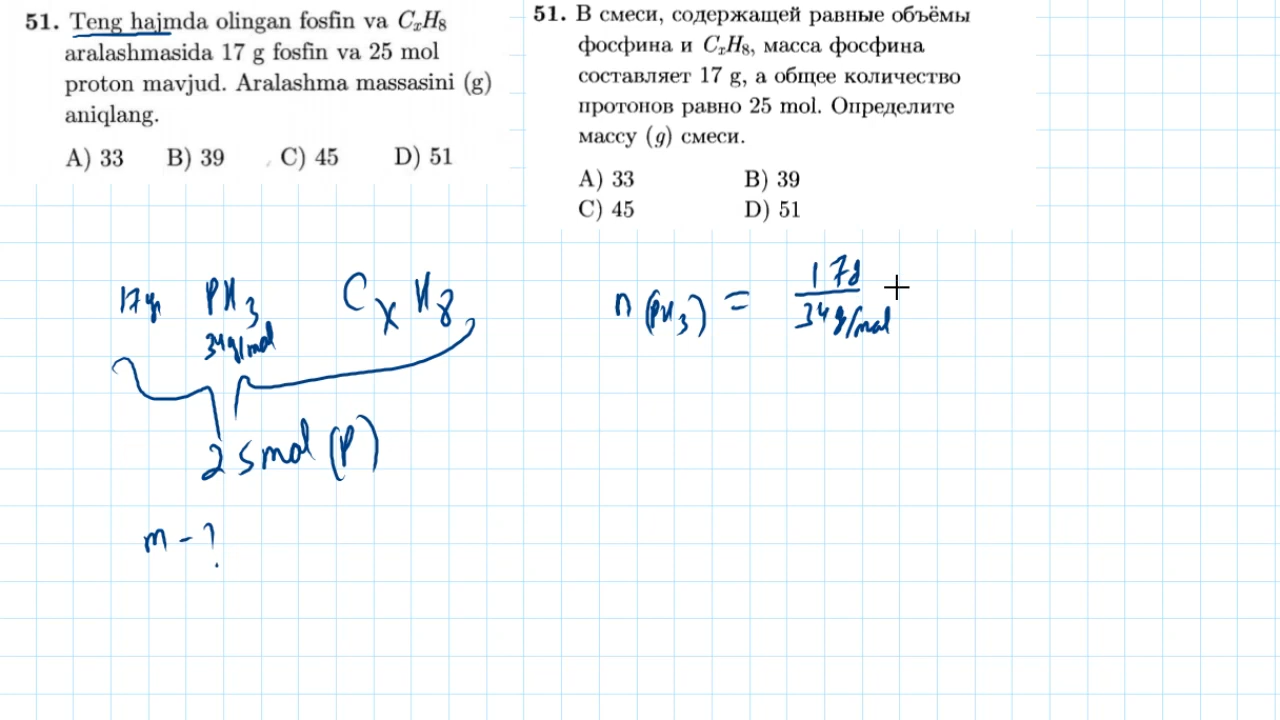 51. Teng hajmda olingan fosfin va CₓH₈
aralashmasida 17 g fosfin va 25 mol
proton mavjud. Aralashma massasini (g)
aniqlang.
A) 33 B) 39 C) 45 D) 51
51. В смеси, содержащей равные объёмы
фосфина и CₓH₈, масса фосфина
составляет 17 g, а общее количество
протонов равно 25 mol. Определите
массу (g) смеси.
A) 33 B) 39
C) 45 D) 51
17g PH₃ CₓH₈
34g/mol
25mol (P)
m - ?
n(PH₃) = 17g / 34g/mol